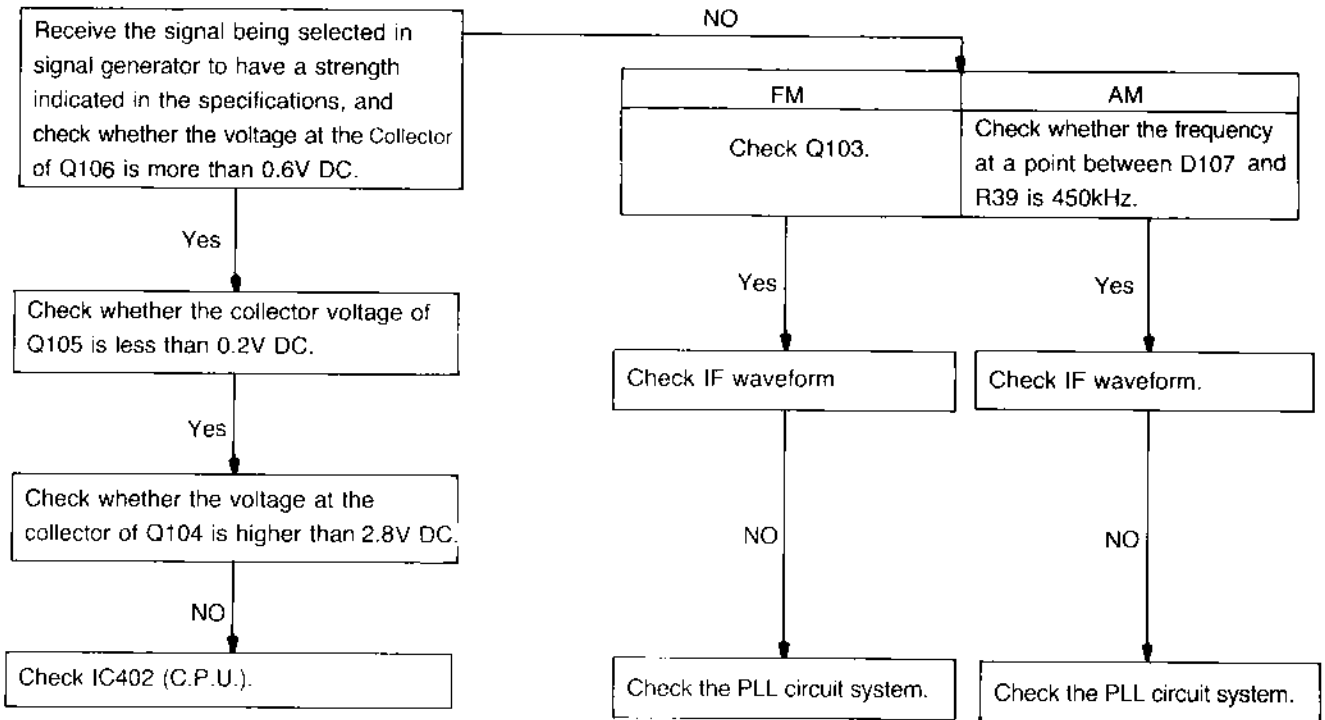 Receive the signal being selected in
signal generator to have a strength
indicated in the specifications, and
check whether the voltage at the Collector
of Q106 is more than 0.6V DC.
NO
FM
AM
Check Q103.
Check whether the frequency
at a point between D107 and
R39 is 450kHz.
Yes
Yes
Yes
Check whether the collector voltage of
Q105 is less than 0.2V DC.
Check IF waveform
Check IF waveform.
Yes
Check whether the voltage at the
collector of Q104 is higher than 2.8V DC.
NO
NO
NO
Check IC402 (C.P.U.).
Check the PLL circuit system.
Check the PLL circuit system.